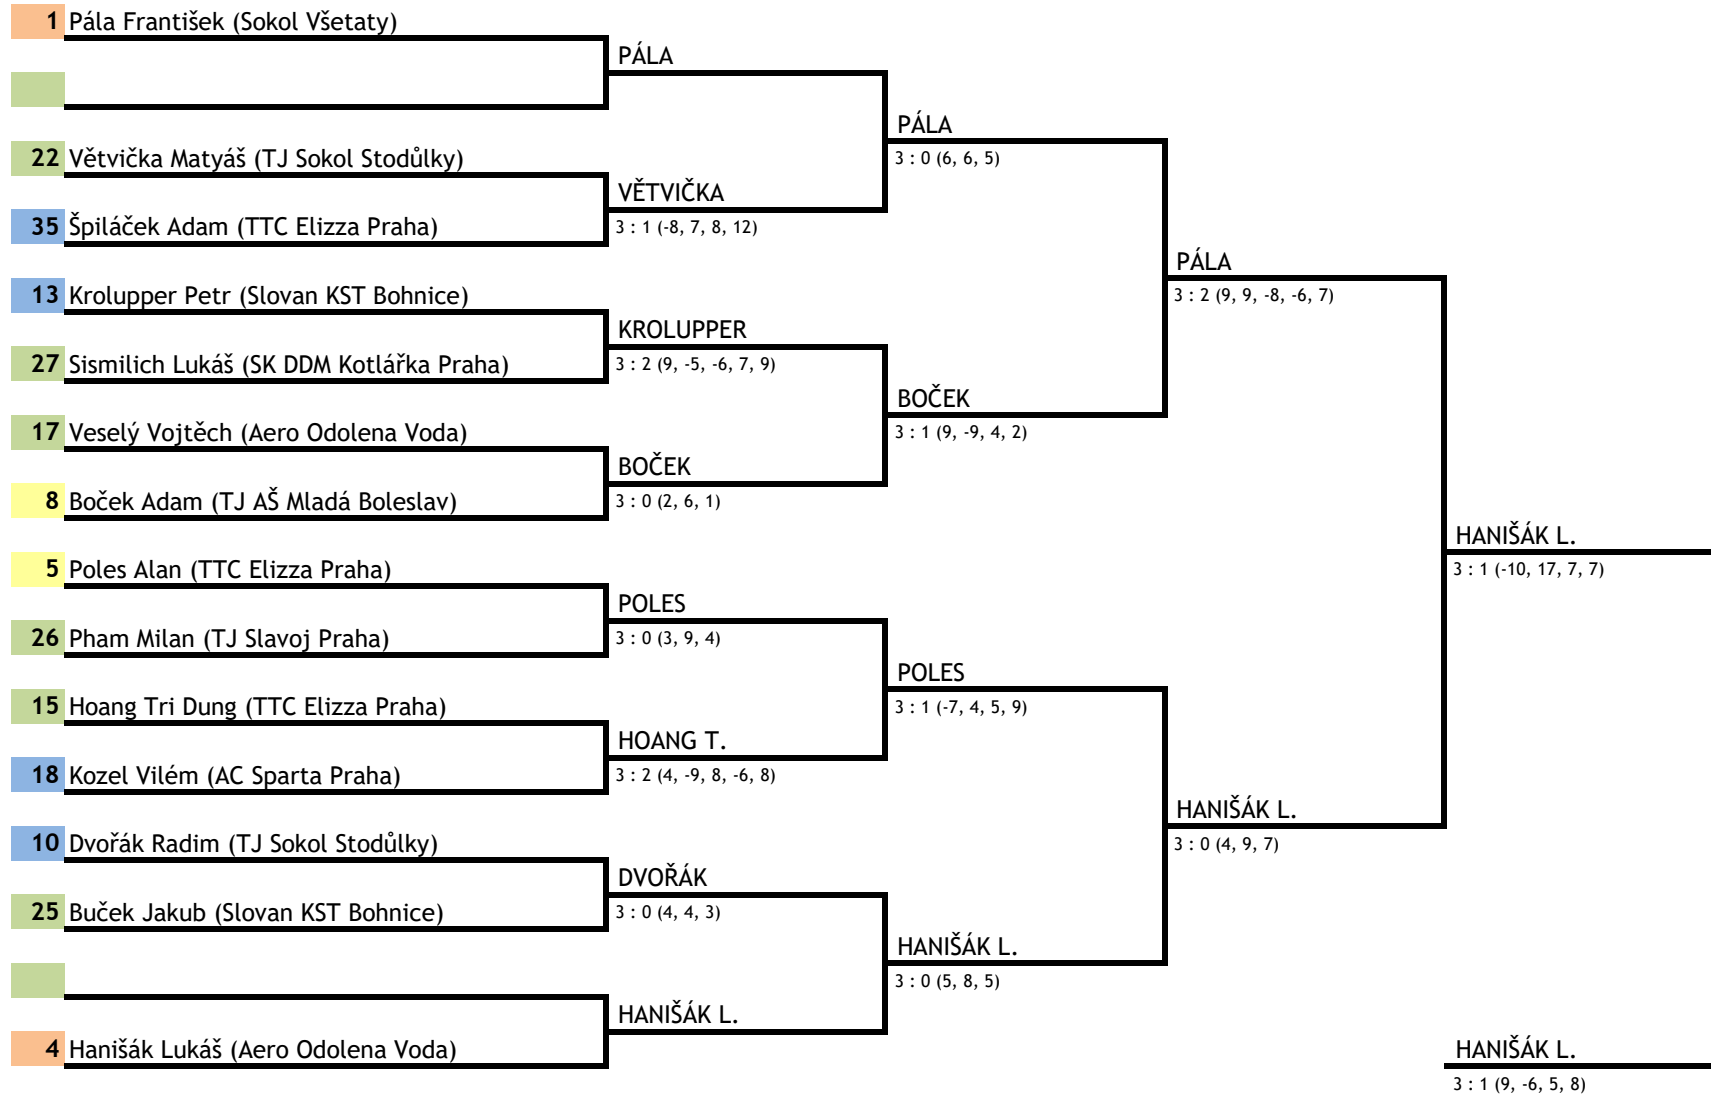 1 Pála František (Sokol Všetaty)
PÁLA
PÁLA
22 Větvička Matyáš (TJ Sokol Stodůlky)
3 : 0 (6, 6, 5)
VĚTVIČKA
35 Špiláček Adam (TTC Elizza Praha)
3 : 1 (-8, 7, 8, 12)
PÁLA
13 Krolupper Petr (Slovan KST Bohnice)
3 : 2 (9, 9, -8, -6, 7)
KROLUPPER
27 Sismilich Lukáš (SK DDM Kotlářka Praha)
3 : 2 (9, -5, -6, 7, 9)
BOČEK
17 Veselý Vojtěch (Aero Odolena Voda)
3 : 1 (9, -9, 4, 2)
BOČEK
8 Boček Adam (TJ AŠ Mladá Boleslav)
3 : 0 (2, 6, 1)
HANIŠÁK L.
5 Poles Alan (TTC Elizza Praha)
3 : 1 (-10, 17, 7, 7)
POLES
26 Pham Milan (TJ Slavoj Praha)
3 : 0 (3, 9, 4)
POLES
15 Hoang Tri Dung (TTC Elizza Praha)
3 : 1 (-7, 4, 5, 9)
HOANG T.
18 Kozel Vilém (AC Sparta Praha)
3 : 2 (4, -9, 8, -6, 8)
HANIŠÁK L.
10 Dvořák Radim (TJ Sokol Stodůlky)
3 : 0 (4, 9, 7)
DVOŘÁK
25 Buček Jakub (Slovan KST Bohnice)
3 : 0 (4, 4, 3)
HANIŠÁK L.
3 : 0 (5, 8, 5)
HANIŠÁK L.
4 Hanišák Lukáš (Aero Odolena Voda)
HANIŠÁK L.
3 : 1 (9, -6, 5, 8)